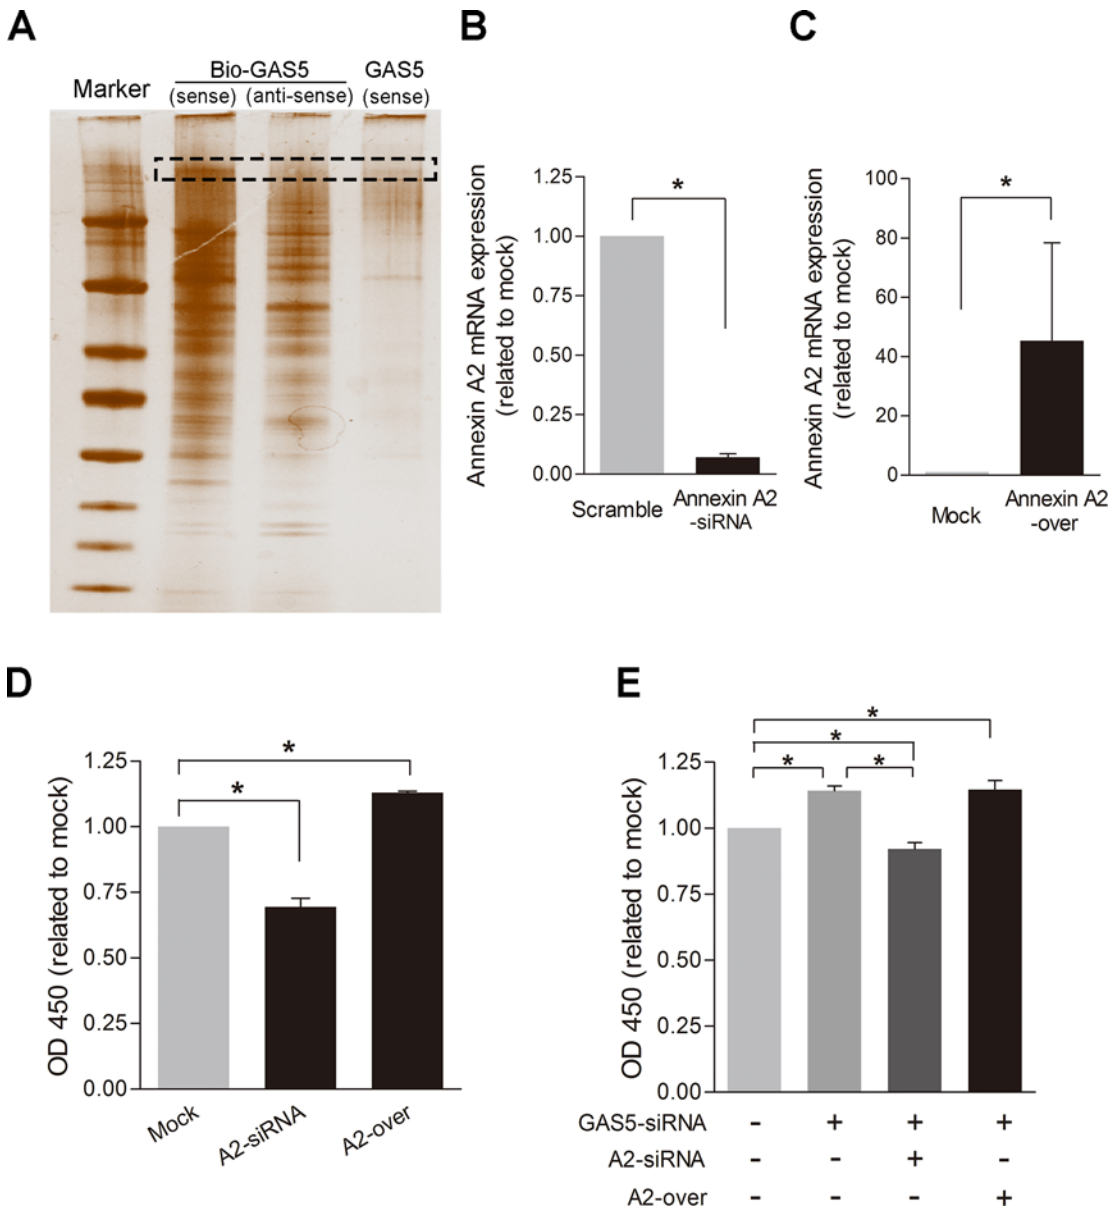 A
B
C
Marker
Bio-GAS5
GAS5
(sense)
(anti-sense)
(sense)
Annexin A2 mRNA expression
(related to mock)
1.25
1.00
0.75
0.50
0.25
0.00
*
Scramble
Annexin A2
-siRNA
Annexin A2 mRNA expression
(related to mock)
100
80
60
40
20
0
*
Mock
Annexin A2
-over
D
OD 450 (related to mock)
1.25
1.00
0.75
0.50
0.25
0.00
*
*
Mock
A2-siRNA
A2-over
E
OD 450 (related to mock)
1.25
1.00
0.75
0.50
0.25
0.00
*
*
* *
GAS5-siRNA - + + +
A2-siRNA - - + -
A2-over - - - +